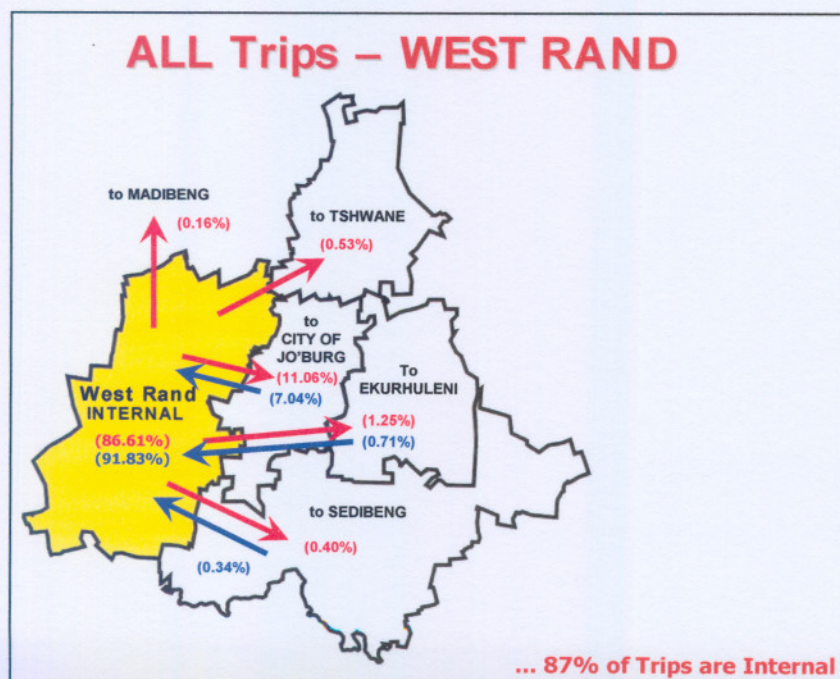 ALL Trips – WEST RAND
to MADIBENG
(0.16%)
to TSHWANE
(0.53%)
to
CITY OF
JO'BURG
(11.06%)
(7.04%)
To
EKURHULENI
(1.25%)
(0.71%)
West Rand
INTERNAL
(86.61%)
(91.83%)
to SEDIBENG
(0.40%)
(0.34%)
... 87% of Trips are Internal